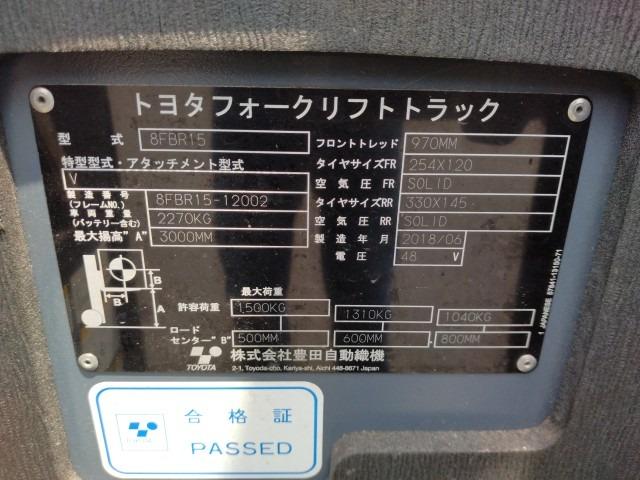 トヨタフォークリフトトラック
型式 8FBR15
特型型式・アタッチメント型式
V
製造番号
(フレームNO.) 8FBR15-12002
車両重量
(バッテリー含む) 2270KG
最大揚高"A" 3000MM
フロントトレッド 970MM
タイヤサイズFR 254X120
空気圧 FR SOLID
タイヤサイズRR 330X145
空気圧 RR SOLID
製造年月 2018/06
電圧 48 V
B
B
A
最大荷重
許容荷重 1500KG 1310KG 1040KG
ロード
センター"B" 500MM 600MM 800MM
TOYOTA 株式会社豊田自動織機
2-1, Toyoda-cho, Kariya-shi, Aichi 448-8671 Japan
1 JAPANESE 57841-13130-71
合格証
PASSED